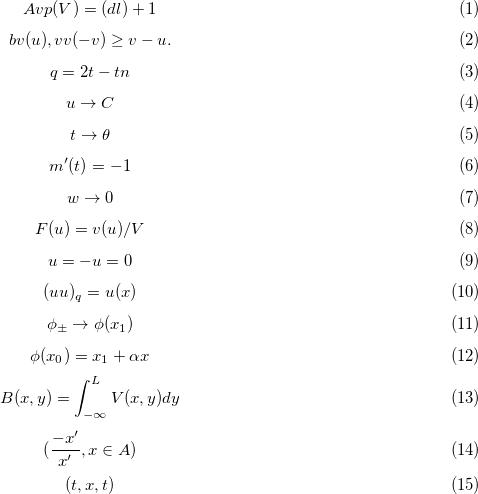 Avp(V) = (dl) + 1 (1)
bv(u), vv(−v) ≥ v − u. (2)
q = 2t − tn (3)
u → C (4)
t → θ (5)
m′(t) = −1 (6)
w → 0 (7)
F(u) = v(u)/V (8)
u = −u = 0 (9)
(uu)_q = u(x) (10)
ϕ_± → ϕ(x_1) (11)
ϕ(x_0) = x_1 + αx (12)
B(x, y) = ∫_{−∞}^{L} V(x, y)dy (13)
(\frac{−x′}{x′}, x ∈ A) (14)
(t, x, t) (15)